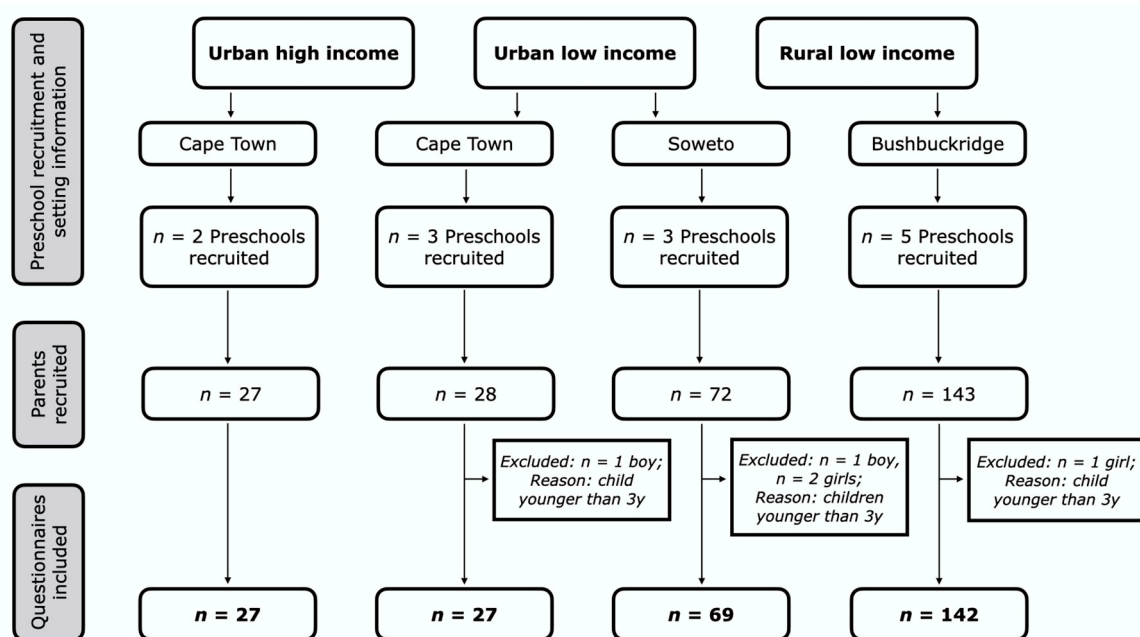 Preschool recruitment and
setting information
Urban high income
Urban low income
Rural low income
Cape Town
Cape Town
Soweto
Bushbuckridge
n = 2 Preschools
recruited
n = 3 Preschools
recruited
n = 3 Preschools
recruited
n = 5 Preschools
recruited
Parents
recruited
n = 27
n = 28
n = 72
n = 143
Excluded: n = 1 boy;
Reason: child
younger than 3y
Excluded: n = 1 boy,
n = 2 girls;
Reason: children
younger than 3y
Excluded: n = 1 girl;
Reason: child
younger than 3y
Questionnaires
included
n = 27
n = 27
n = 69
n = 142